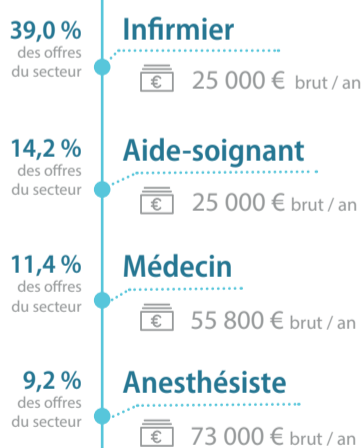 39,0 %
des offres
du secteur
Infirmier
€ 25 000 € brut / an
14,2 %
des offres
du secteur
Aide-soignant
€ 25 000 € brut / an
11,4 %
des offres
du secteur
Médecin
€ 55 800 € brut / an
9,2 %
des offres
du secteur
Anesthésiste
€ 73 000 € brut / an